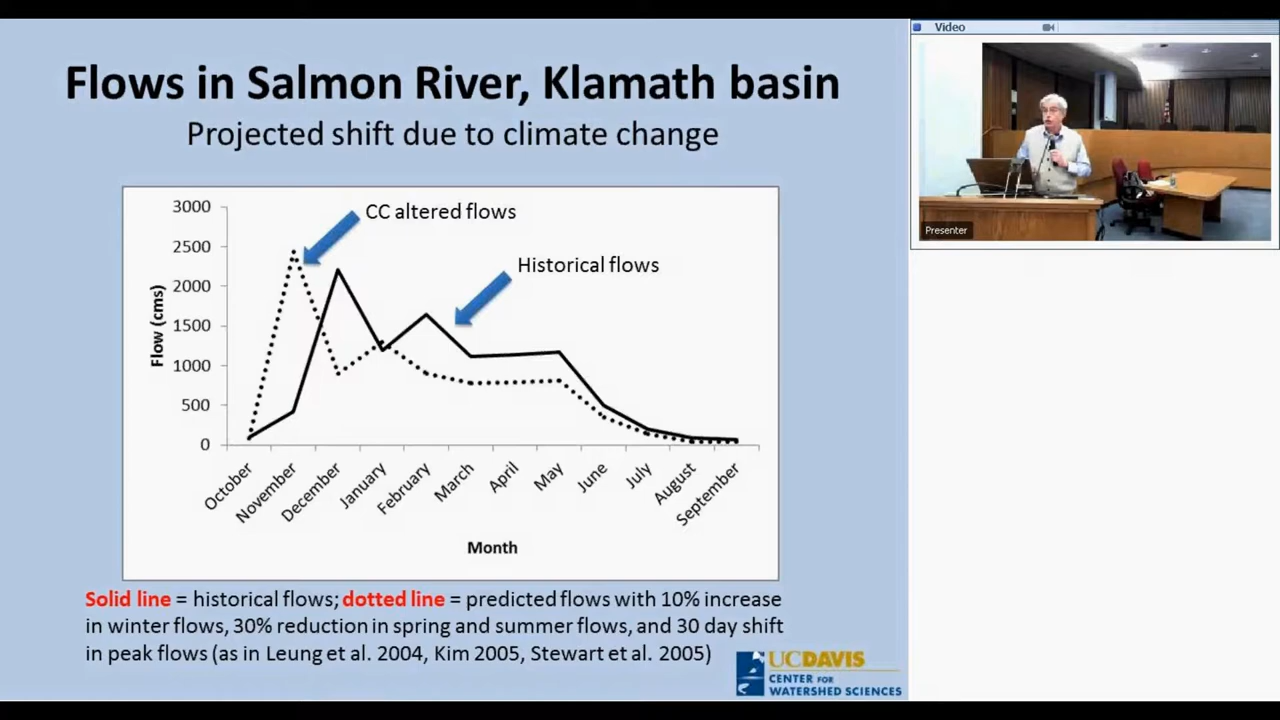 Flows in Salmon River, Klamath basin
Projected shift due to climate change
CC altered flows
Historical flows
Flow (cms)
3000
2500
2000
1500
1000
500
0
October
November
December
January
February
March
April
May
June
July
August
September
Month
Solid line = historical flows; dotted line = predicted flows with 10% increase
in winter flows, 30% reduction in spring and summer flows, and 30 day shift
in peak flows (as in Leung et al. 2004, Kim 2005, Stewart et al. 2005)
UCDAVIS
CENTER FOR
WATERSHED SCIENCES
Video
Presenter